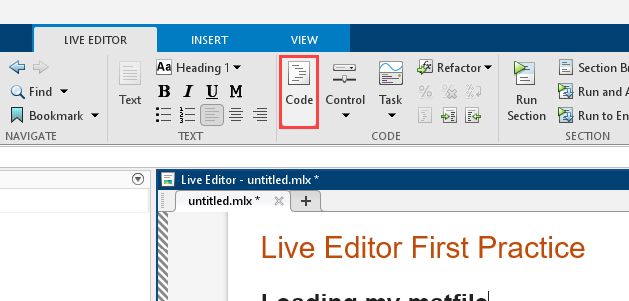 LIVE EDITOR INSERT VIEW
Aa Heading 1
Find
Bookmark
NAVIGATE
Text
B I U M
TEXT
Code
Control
Task
Refactor
%
CODE
Run
Section
Section Br
Run and A
Run to En
SECTION
Live Editor - untitled.mlx *
untitled.mlx *
Live Editor First Practice
Loading my matfile